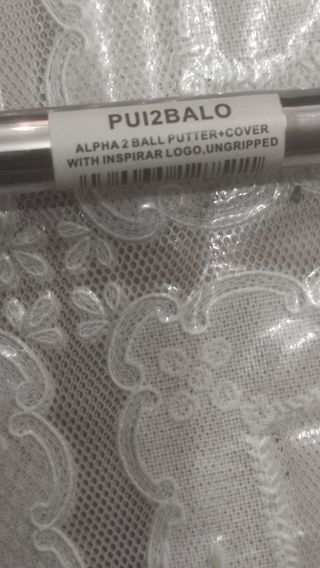 PUI2BALO
ALPHA 2 BALL PUTTER+COVER
WITH INSPIRAR LOGO,UNGRIPPED